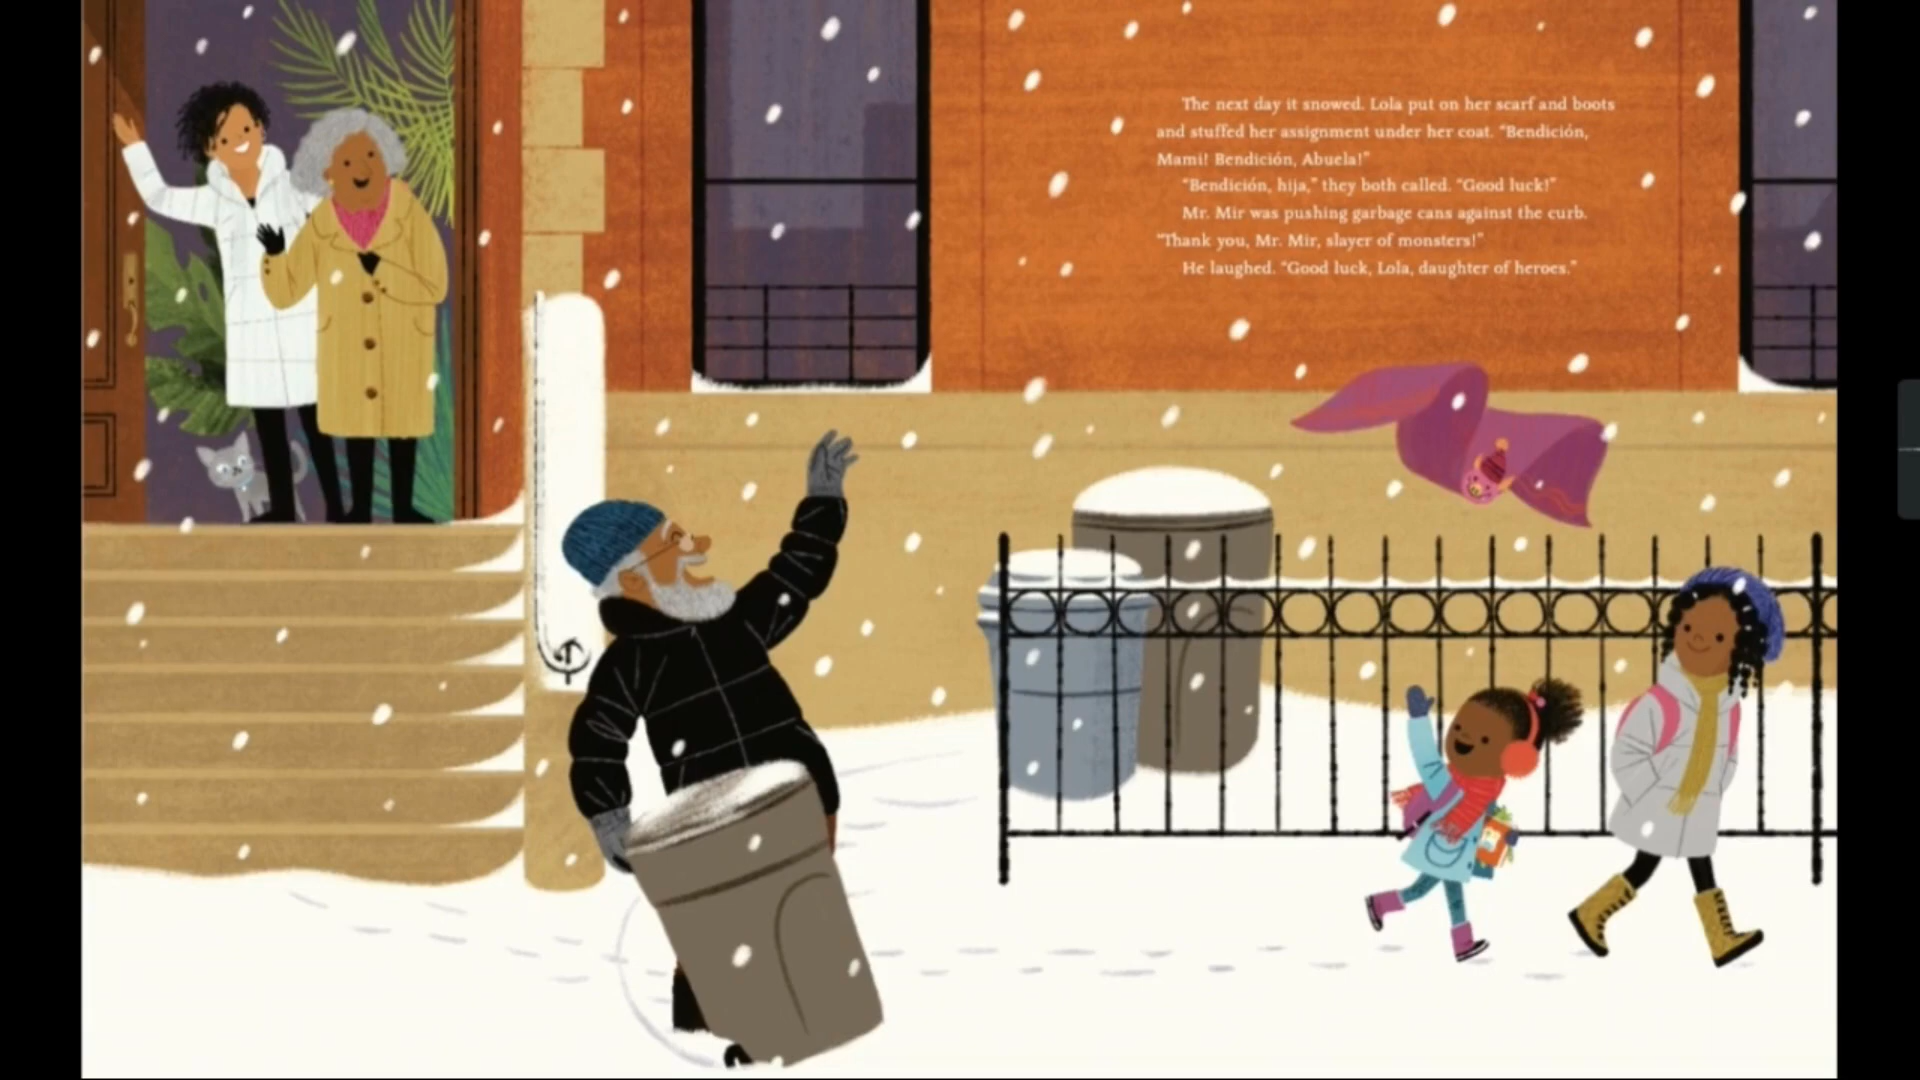 The next day it snowed. Lola put on her scarf and boots
and stuffed her assignment under her coat. “Bendición,
Mami! Bendición, Abuela!”
“Bendición, hija,” they both called. “Good luck!”
Mr. Mir was pushing garbage cans against the curb.
“Thank you, Mr. Mir, slayer of monsters!”
He laughed. “Good luck, Lola, daughter of heroes.”